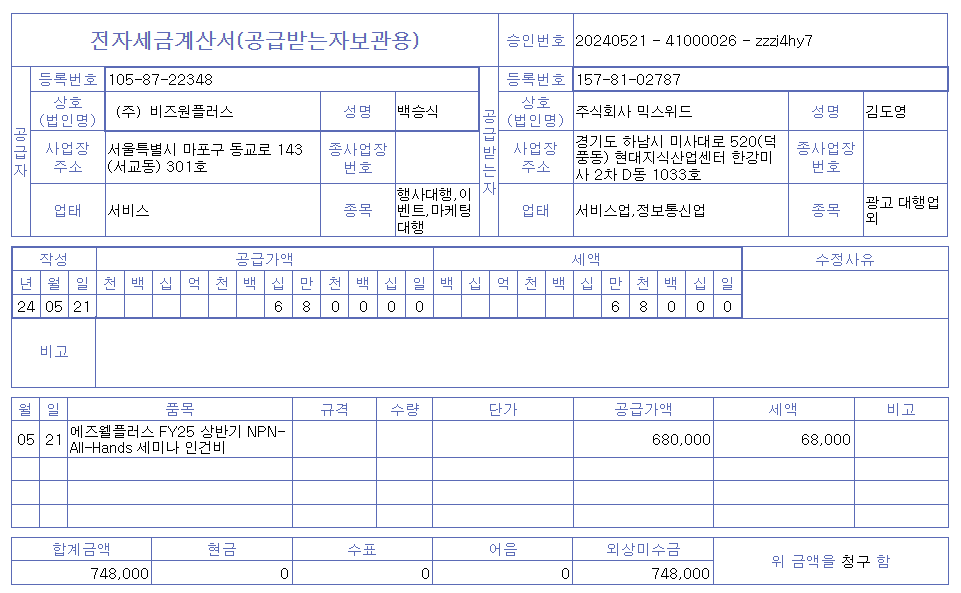 전자세금계산서(공급받는자보관용) 승인번호 20240521 - 41000026 - zzzj4hy7
공급자 등록번호 105-87-22348 공급받는자 등록번호 157-81-02787
상호 (법인명) (주) 비즈원플러스 성명 백승식 상호 (법인명) 주식회사 믹스위드 성명 김도영
사업장 주소 서울특별시 마포구 동교로 143 (서교동) 301호 종사업장 번호 사업장 주소 경기도 하남시 미사대로 520(덕풍동) 현대지식산업센터 한강미사 2차 D동 1033호 종사업장 번호
업태 서비스 종목 행사대행,이벤트,마케팅대행 업태 서비스업,정보통신업 종목 광고 대행업 외
작성 공급가액 세액 수정사유
년 월 일 천 백 십 억 천 백 십 만 천 백 십 일 백 십 억 천 백 십 만 천 백 십 일
24 05 21 6 8 0 0 0 0 6 8 0 0 0
비고
월 일 품목 규격 수량 단가 공급가액 세액 비고
05 21 에즈웰플러스 FY25 상반기 NPN-All-Hands 세미나 인건비 680,000 68,000
합계금액 현금 수표 어음 외상미수금 위 금액을 청구 함
748,000 0 0 0 748,000